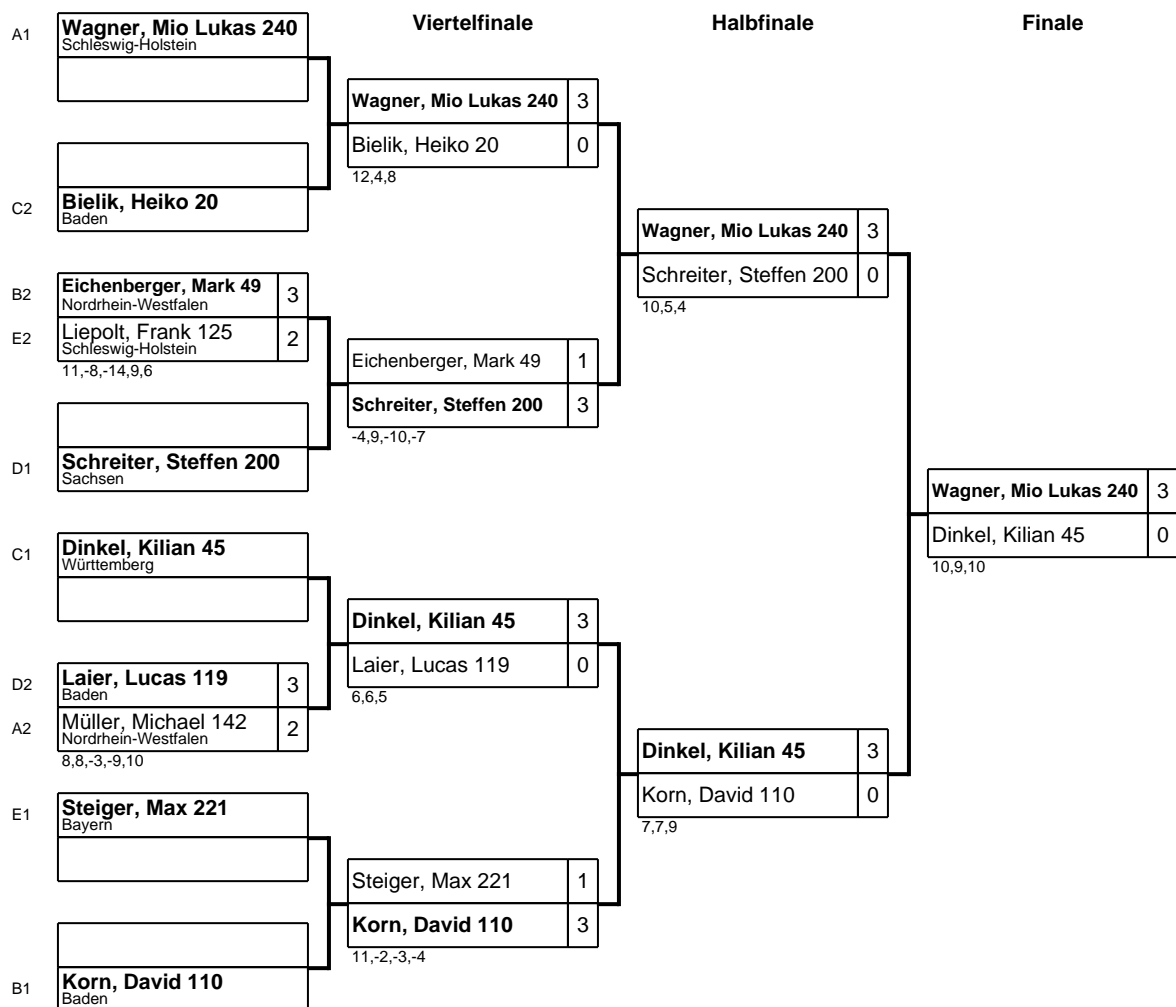 Viertelfinale
Halbfinale
Finale
A1
Wagner, Mio Lukas 240
Schleswig-Holstein
C2
Bielik, Heiko 20
Baden
B2
Eichenberger, Mark 49 3
Nordrhein-Westfalen
E2
Liepolt, Frank 125 2
Schleswig-Holstein
11,-8,-14,9,6
D1
Schreiter, Steffen 200
Sachsen
C1
Dinkel, Kilian 45
Württemberg
D2
Laier, Lucas 119 3
Baden
A2
Müller, Michael 142 2
Nordrhein-Westfalen
8,8,-3,-9,10
E1
Steiger, Max 221
Bayern
B1
Korn, David 110
Baden
Wagner, Mio Lukas 240 3
Bielik, Heiko 20 0
12,4,8
Eichenberger, Mark 49 1
Schreiter, Steffen 200 3
-4,9,-10,-7
Dinkel, Kilian 45 3
Laier, Lucas 119 0
6,6,5
Steiger, Max 221 1
Korn, David 110 3
11,-2,-3,-4
Wagner, Mio Lukas 240 3
Schreiter, Steffen 200 0
10,5,4
Dinkel, Kilian 45 3
Korn, David 110 0
7,7,9
Wagner, Mio Lukas 240 3
Dinkel, Kilian 45 0
10,9,10